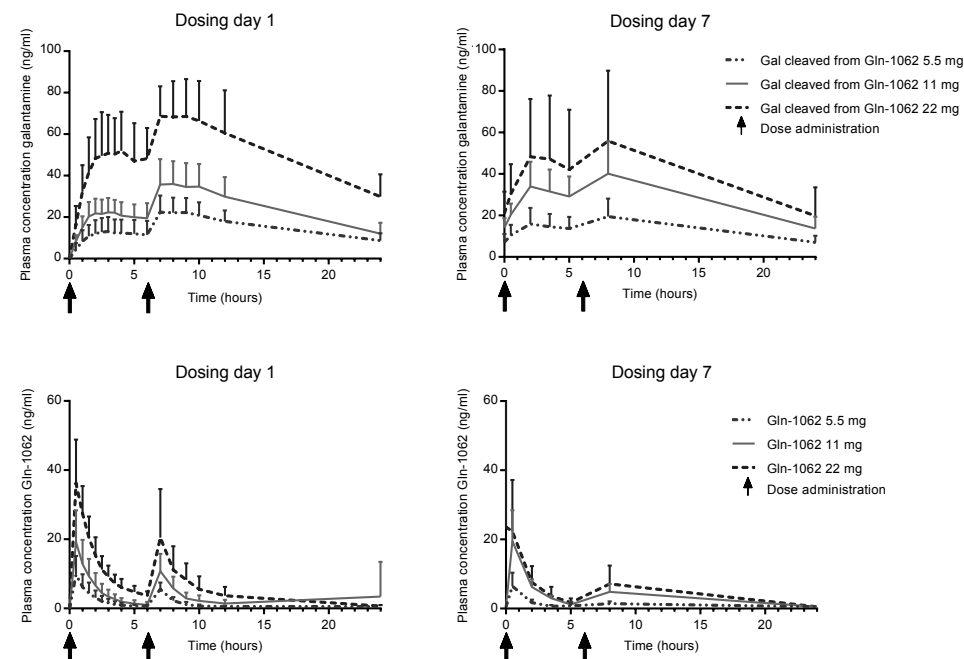 Dosing day 1
Plasma concentration galantamine (ng/ml)
100
80
60
40
20
0
0 5 10 20
Time (hours)
Dosing day 7
Plasma concentration galantamine (ng/ml)
100
80
60
40
20
0
0 5 10 20
Time (hours)
Gal cleaved from Gln-1062 5.5 mg
Gal cleaved from Gln-1062 11 mg
Gal cleaved from Gln-1062 22 mg
Dose administration
Dosing day 1
Plasma concentration Gln-1062 (ng/ml)
60
40
20
0
0 5 10 20
Time (hours)
Dosing day 7
Plasma concentration Gln-1062 (ng/ml)
60
40
20
0
0 5 10 20
Time (hours)
Gln-1062 5.5 mg
Gln-1062 11 mg
Gln-1062 22 mg
Dose administration